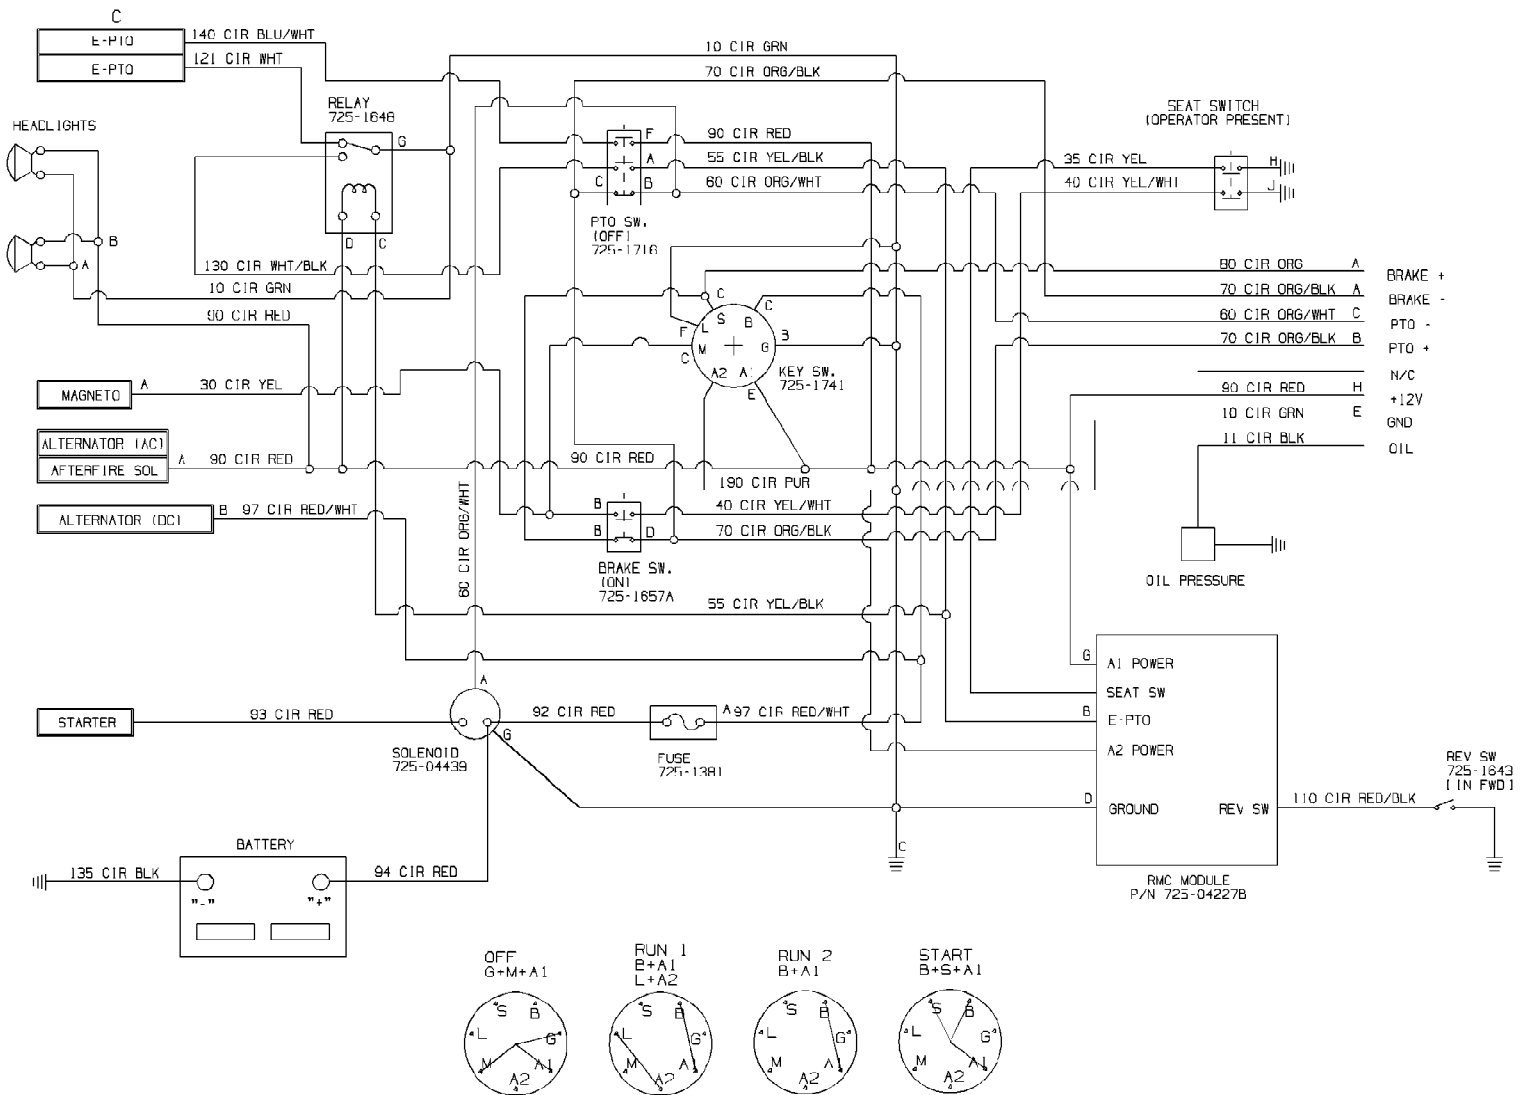 C
E-PTO
140 CIR BLU/WHT
E-PTO
121 CIR WHT
10 CIR GRN
70 CIR ORG/BLK
HEADLIGHTS
RELAY
725-1648
G
D
C
B
A
SEAT SWITCH
(OPERATOR PRESENT)
F
90 CIR RED
A
55 CIR YEL/BLK
C
B
60 CIR ORG/WHT
35 CIR YEL
H
40 CIR YEL/WHT
J
PTO SW.
(OFF)
725-1716
130 CIR WHT/BLK
10 CIR GRN
90 CIR RED
80 CIR ORG
A
BRAKE +
70 CIR ORG/BLK
A
BRAKE -
60 CIR ORG/WHT
C
PTO -
70 CIR ORG/BLK
B
PTO +
N/C
90 CIR RED
H
+12V
10 CIR GRN
E
GND
11 CIR BLK
OIL
C
C
S
B
F
L
B
C
M
G
A2
A1
E
KEY SW.
725-1741
MAGNETO
A
30 CIR YEL
ALTERNATOR (AC)
AFTERFIRE SOL
A
90 CIR RED
90 CIR RED
190 CIR PUR
ALTERNATOR (DC)
B
97 CIR RED/WHT
60 CIR ORG/WHT
B
40 CIR YEL/WHT
B
D
70 CIR ORG/BLK
BRAKE SW.
(ON)
725-1657A
55 CIR YEL/BLK
OIL PRESSURE
G
A1 POWER
SEAT SW
B
E-PTO
A2 POWER
D
GROUND
REV SW
110 CIR RED/BLK
REV SW
725-1643
[IN FWD]
RMC MODULE
P/N 725-04227B
STARTER
93 CIR RED
A
G
92 CIR RED
A
97 CIR RED/WHT
SOLENOID
725-04439
FUSE
725-1381
C
BATTERY
135 CIR BLK
94 CIR RED
"-"
"+"
OFF
G+M+A1
RUN 1
B+A1
L+A2
RUN 2
B+A1
START
B+S+A1
S
B
L
G
M
A1
A2
S
B
L
G
M
A1
A2
S
B
L
G
M
A1
A2
S
B
L
G
M
A1
A2